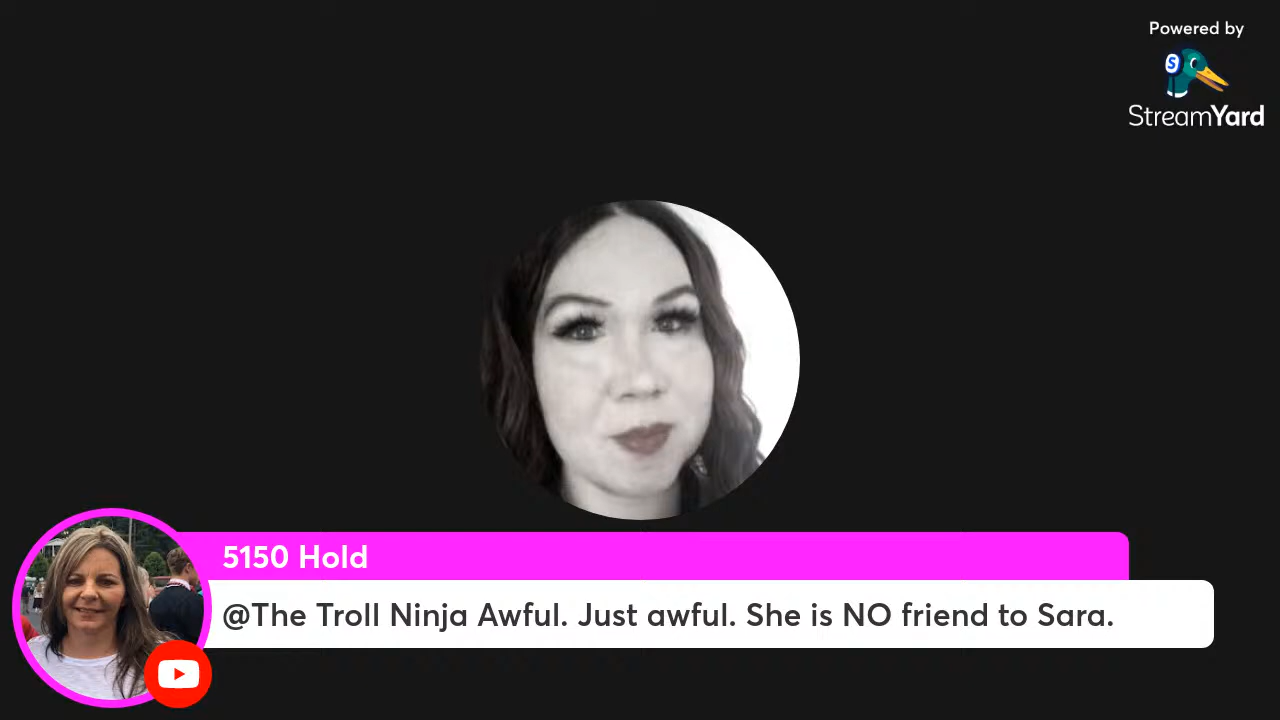 Powered by
S
StreamYard
5150 Hold
@The Troll Ninja Awful. Just awful. She is NO friend to Sara.